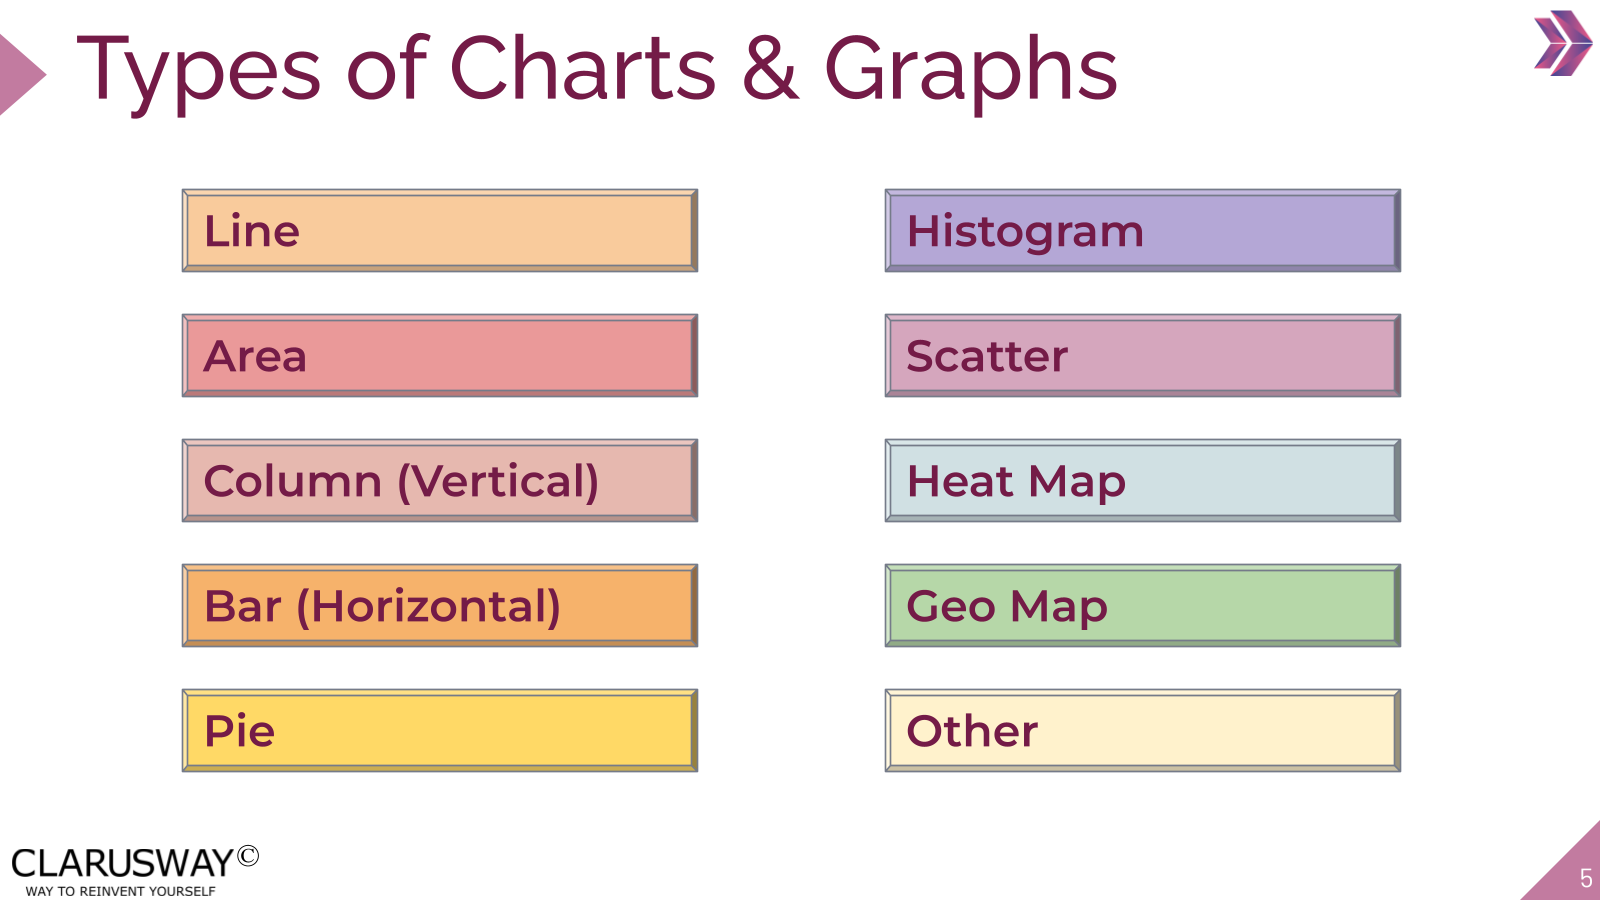 Types of Charts & Graphs
Line
Area
Column (Vertical)
Bar (Horizontal)
Pie
Histogram
Scatter
Heat Map
Geo Map
Other
CLARUSWAY©
WAY TO REINVENT YOURSELF
5